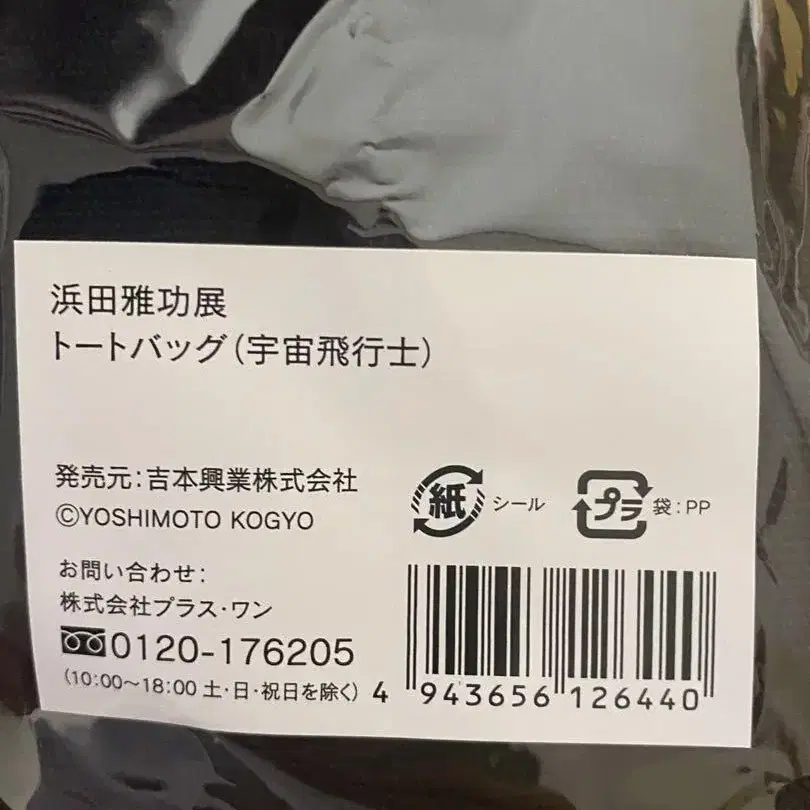 浜田雅功展
トートバッグ(宇宙飛行士)
発売元:吉本興業株式会社
©YOSHIMOTO KOGYO
紙 シール
プラ 袋:PP
お問い合わせ:
株式会社プラス・ワン
0120-176205
(10:00〜18:00 土・日・祝日を除く)
4 943656 126440